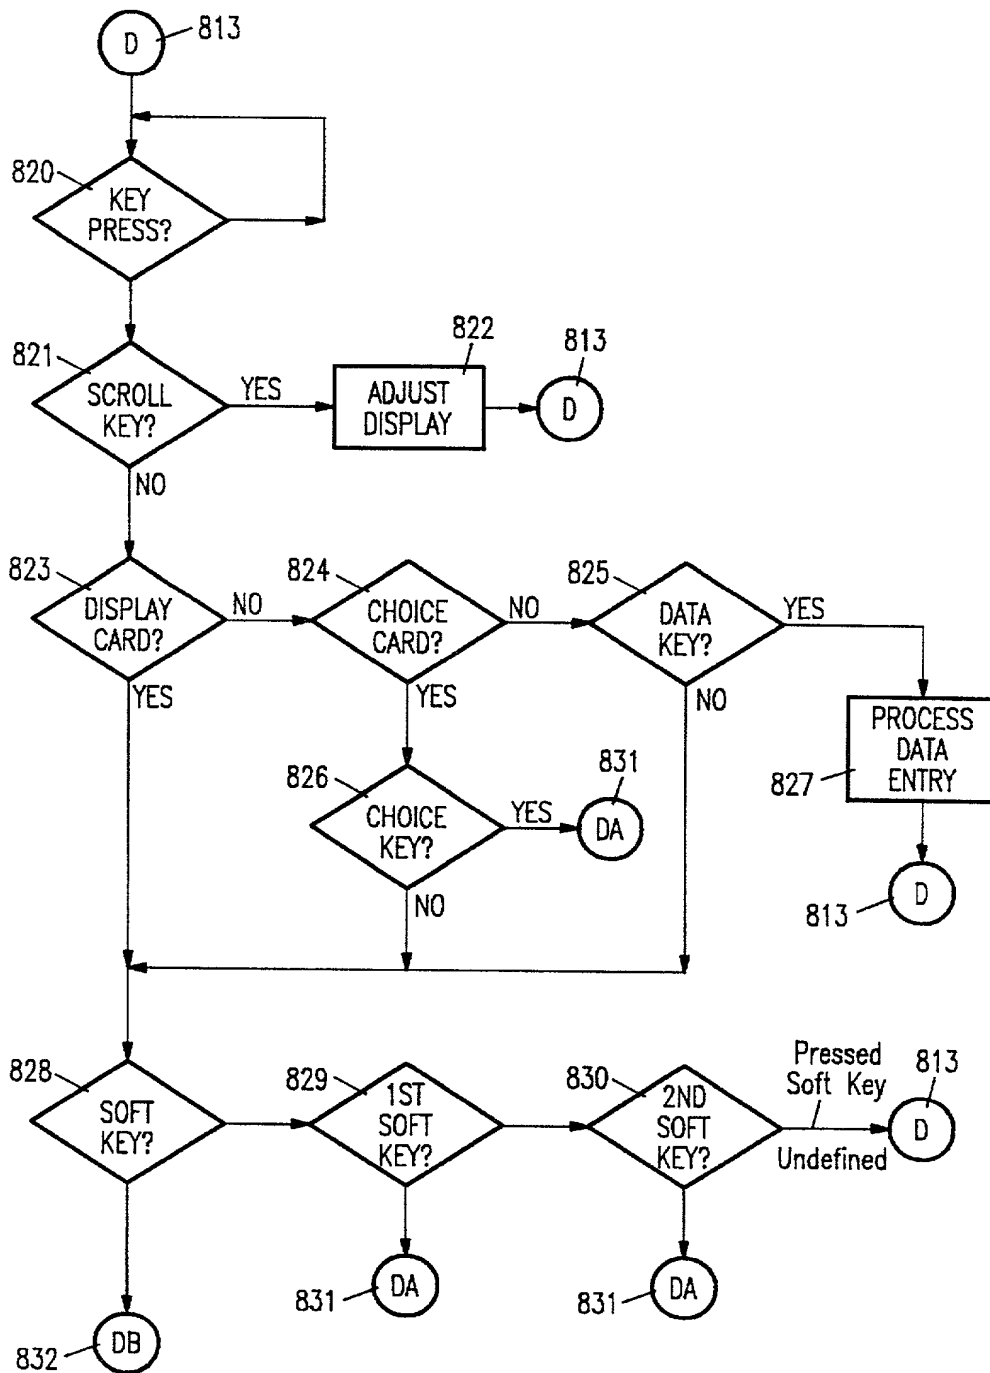 D
813
820
KEY
PRESS?
821
SCROLL
KEY?
YES
NO
822
ADJUST
DISPLAY
813
D
823
DISPLAY
CARD?
NO
YES
824
CHOICE
CARD?
NO
YES
825
DATA
KEY?
YES
NO
PROCESS
DATA
ENTRY
827
826
CHOICE
KEY?
YES
NO
831
DA
D
813
828
SOFT
KEY?
829
1ST
SOFT
KEY?
830
2ND
SOFT
KEY?
Pressed
Soft Key
Undefined
813
D
DA
831
DA
831
DB
832